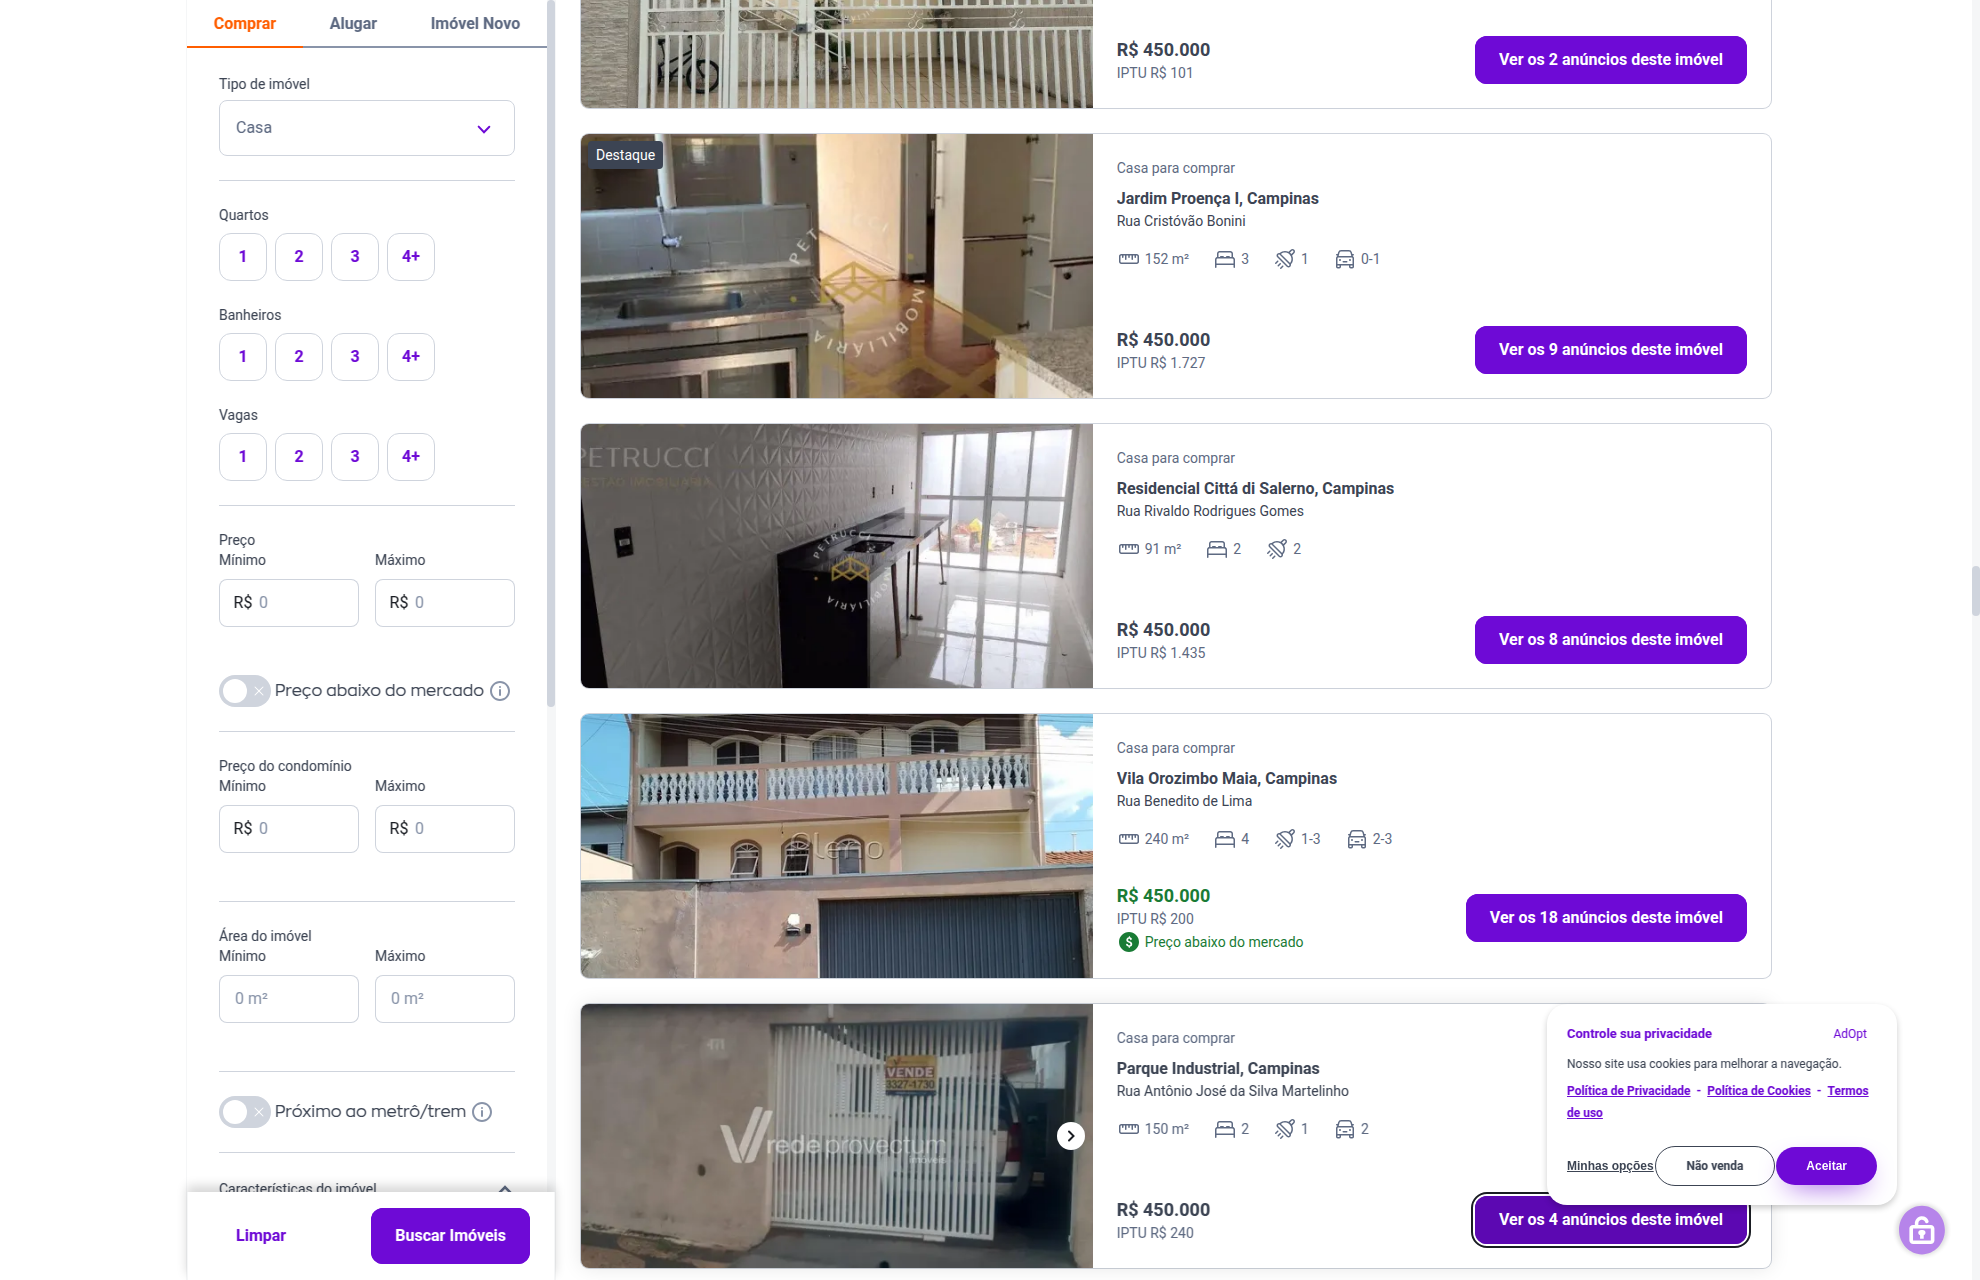 Comprar
Alugar
Imóvel Novo
Tipo de imóvel
Casa
Quartos
1
2
3
4+
Banheiros
1
2
3
4+
Vagas
1
2
3
4+
Preço
Mínimo
Máximo
R$ 0
R$ 0
Preço abaixo do mercado
Preço do condomínio
Mínimo
Máximo
R$ 0
R$ 0
Área do imóvel
Mínimo
Máximo
0 m²
0 m²
Próximo ao metrô/trem
Características do imóvel
Limpar
Buscar Imóveis
R$ 450.000
IPTU R$ 101
Ver os 2 anúncios deste imóvel
Destaque
PETRUCCI
IMOBILIÁRIA
Casa para comprar
Jardim Proença I, Campinas
Rua Cristóvão Bonini
152 m²
3
1
0-1
R$ 450.000
IPTU R$ 1.727
Ver os 9 anúncios deste imóvel
PETRUCCI
GESTÃO IMOBILIÁRIA
PETRUCCI
IMOBILIÁRIA
Casa para comprar
Residencial Cittá di Salerno, Campinas
Rua Rivaldo Rodrigues Gomes
91 m²
2
2
R$ 450.000
IPTU R$ 1.435
Ver os 8 anúncios deste imóvel
Pleno
Casa para comprar
Vila Orozimbo Maia, Campinas
Rua Benedito de Lima
240 m²
4
1-3
2-3
R$ 450.000
IPTU R$ 200
Preço abaixo do mercado
Ver os 18 anúncios deste imóvel
VENDE
3327-1730
rede provectum
imóveis
Casa para comprar
Parque Industrial, Campinas
Rua Antônio José da Silva Martelinho
150 m²
2
1
2
R$ 450.000
IPTU R$ 240
Ver os 4 anúncios deste imóvel
Controle sua privacidade
AdOpt
Nosso site usa cookies para melhorar a navegação.
Política de Privacidade - Política de Cookies - Termos
de uso
Minhas opções
Não venda
Aceitar